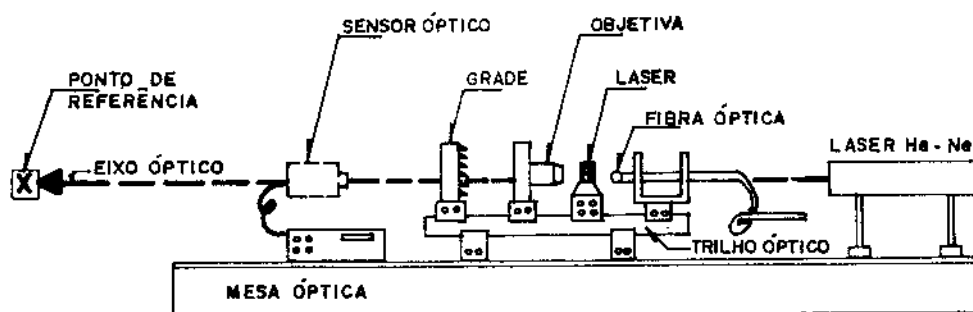 SENSOR ÓPTICO
OBJETIVA
PONTO DE
REFERÊNCIA
GRADE
LASER
FIBRA ÓPTICA
LASER He-Ne
EIXO ÓPTICO
X
TRILHO ÓPTICO
MESA ÓPTICA